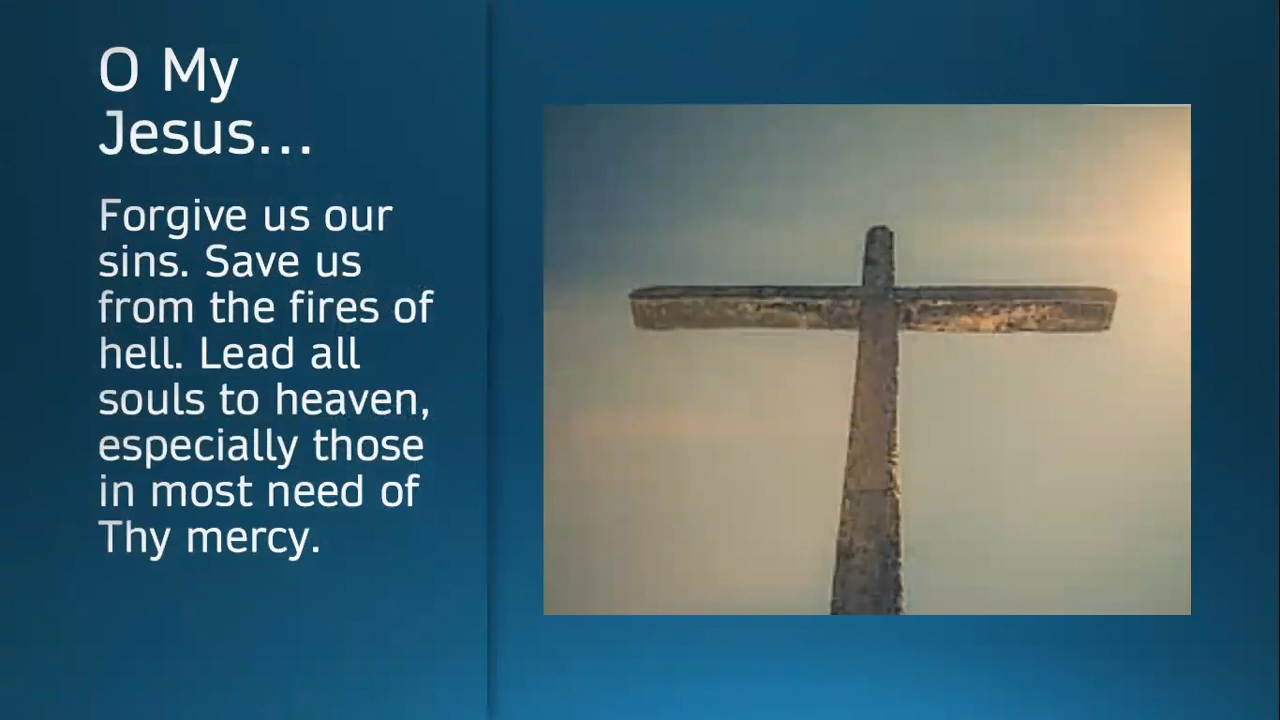 O My
Jesus...
Forgive us our
sins. Save us
from the fires of
hell. Lead all
souls to heaven,
especially those
in most need of
Thy mercy.